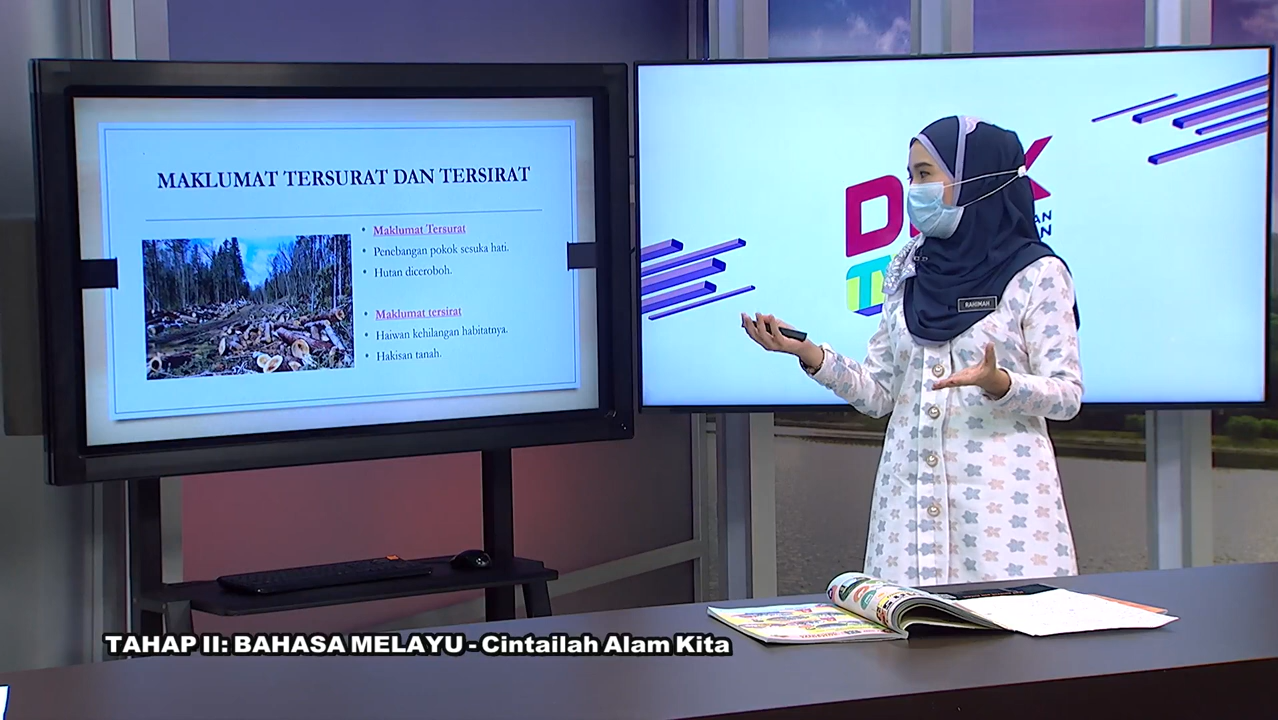 MAKLUMAT TERSURAT DAN TERSIRAT
Maklumat Tersurat
Penebangan pokok sesuka hati.
Hutan diceroboh.
Maklumat tersirat
Haiwan kehilangan habitatnya.
Hakisan tanah.
RAHIMAH
TAHAP II: BAHASA MELAYU - Cintailah Alam Kita